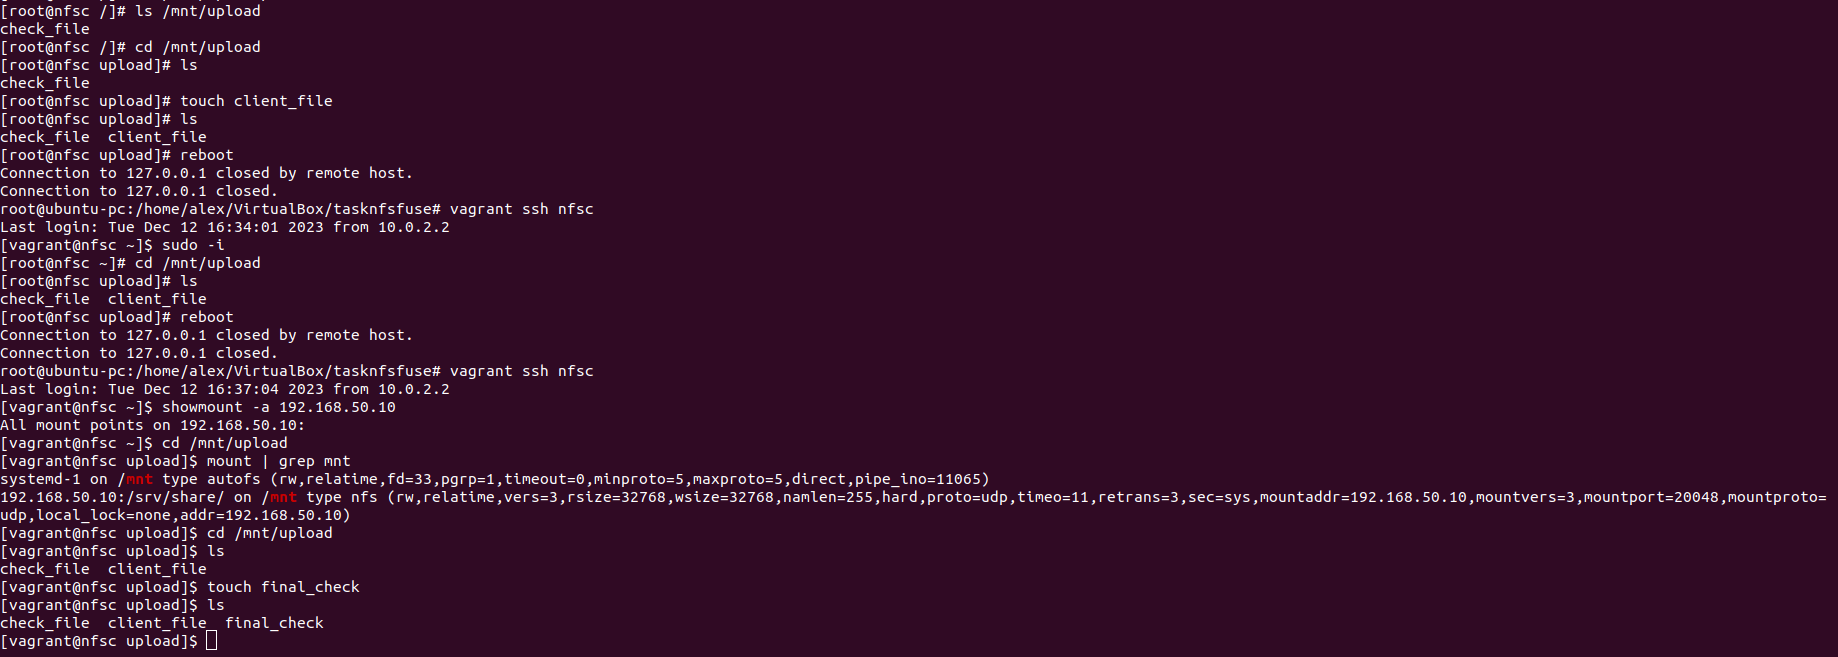 [root@nfsc /]# ls /mnt/upload
check_file
[root@nfsc /]# cd /mnt/upload
[root@nfsc upload]# ls
check_file
[root@nfsc upload]# touch client_file
[root@nfsc upload]# ls
check_file  client_file
[root@nfsc upload]# reboot
Connection to 127.0.0.1 closed by remote host.
Connection to 127.0.0.1 closed.
root@ubuntu-pc:/home/alex/VirtualBox/tasknfsfuse# vagrant ssh nfsc
Last login: Tue Dec 12 16:34:01 2023 from 10.0.2.2
[vagrant@nfsc ~]$ sudo -i
[root@nfsc ~]# cd /mnt/upload
[root@nfsc upload]# ls
check_file  client_file
[root@nfsc upload]# reboot
Connection to 127.0.0.1 closed by remote host.
Connection to 127.0.0.1 closed.
root@ubuntu-pc:/home/alex/VirtualBox/tasknfsfuse# vagrant ssh nfsc
Last login: Tue Dec 12 16:37:04 2023 from 10.0.2.2
[vagrant@nfsc ~]$ showmount -a 192.168.50.10
All mount points on 192.168.50.10:
[vagrant@nfsc ~]$ cd /mnt/upload
[vagrant@nfsc upload]$ mount | grep mnt
systemd-1 on /mnt type autofs (rw,relatime,fd=33,pgrp=1,timeout=0,minproto=5,maxproto=5,direct,pipe_ino=11065)
192.168.50.10:/srv/share/ on /mnt type nfs (rw,relatime,vers=3,rsize=32768,wsize=32768,namlen=255,hard,proto=udp,timeo=11,retrans=3,sec=sys,mountaddr=192.168.50.10,mountvers=3,mountport=20048,mountproto=
udp,local_lock=none,addr=192.168.50.10)
[vagrant@nfsc upload]$ cd /mnt/upload
[vagrant@nfsc upload]$ ls
check_file  client_file
[vagrant@nfsc upload]$ touch final_check
[vagrant@nfsc upload]$ ls
check_file  client_file  final_check
[vagrant@nfsc upload]$